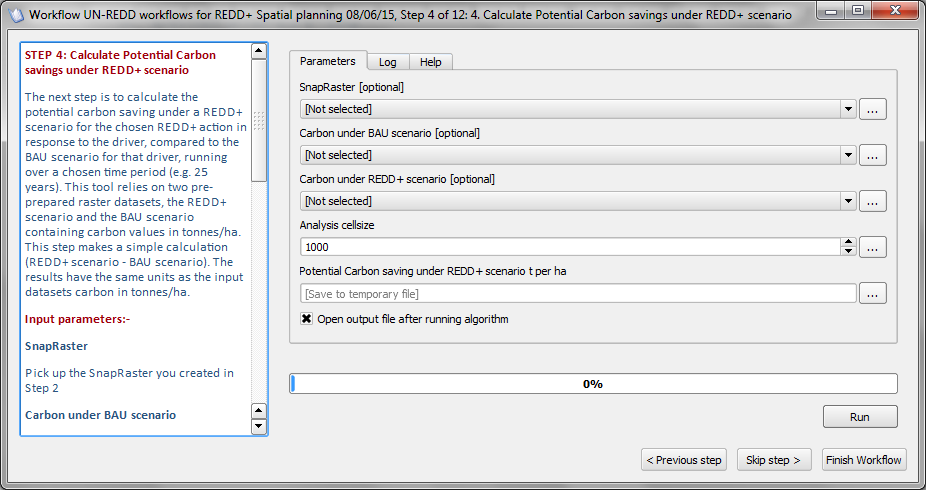 Workflow UN-REDD workflows for REDD+ Spatial planning 08/06/15, Step 4 of 12: 4. Calculate Potential Carbon savings under REDD+ scenario
STEP 4: Calculate Potential Carbon
savings under REDD+ scenario
The next step is to calculate the
potential carbon saving under a REDD+
scenario for the chosen REDD+ action in
response to the driver, compared to the
BAU scenario for that driver, running
over a chosen time period (e.g. 25
years). This tool relies on two pre-
prepared raster datasets, the REDD+
scenario and the BAU scenario
containing carbon values in tonnes/ha.
This step makes a simple calculation
(REDD+ scenario - BAU scenario). The
results have the same units as the input
datasets carbon in tonnes/ha.
Input parameters:-
SnapRaster
Pick up the SnapRaster you created in
Step 2
Carbon under BAU scenario
Parameters Log Help
SnapRaster [optional]
[Not selected] ...
Carbon under BAU scenario [optional]
[Not selected] ...
Carbon under REDD+ scenario [optional]
[Not selected] ...
Analysis cellsize
1000 ...
Potential Carbon saving under REDD+ scenario t per ha
[Save to temporary file] ...
Open output file after running algorithm
0%
Run
< Previous step Skip step > Finish Workflow